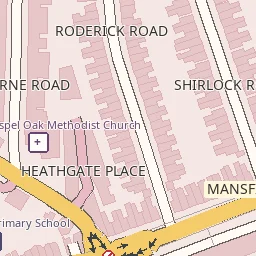 RODERICK ROAD
RNE ROAD
SHIRLOCK R
spel Oak Methodist Church
HEATHGATE PLACE
MANSF
rimary School